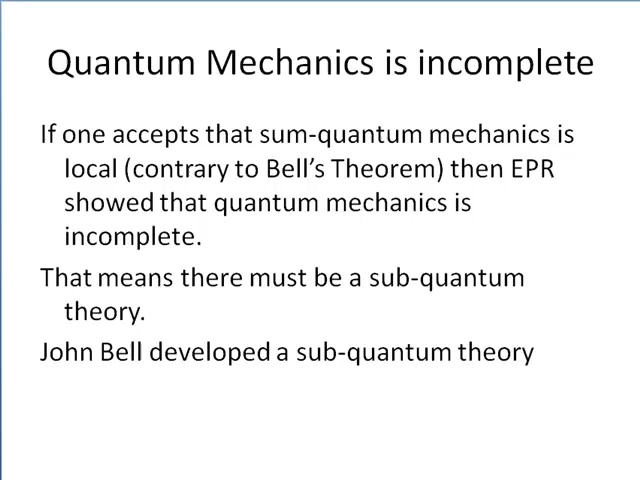 Quantum Mechanics is incomplete
If one accepts that sum-quantum mechanics is
local (contrary to Bell's Theorem) then EPR
showed that quantum mechanics is
incomplete.
That means there must be a sub-quantum
theory.
John Bell developed a sub-quantum theory